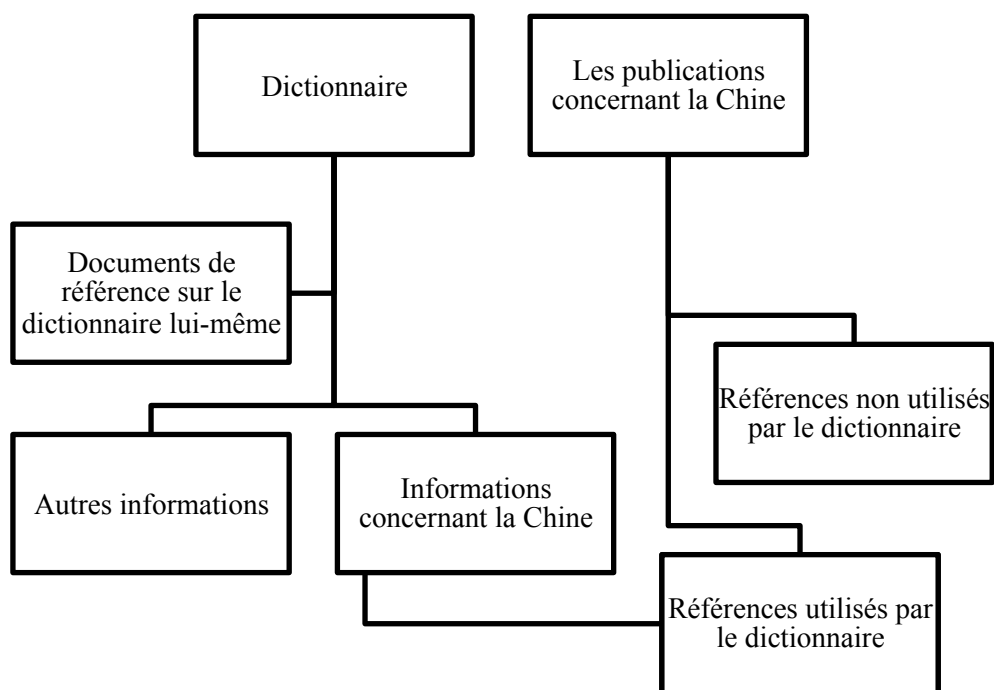 Dictionnaire
Les publications
concernant la Chine
Documents de
référence sur le
dictionnaire lui-même
Références non utilisés
par le dictionnaire
Autres informations
Informations
concernant la Chine
Références utilisés par
le dictionnaire